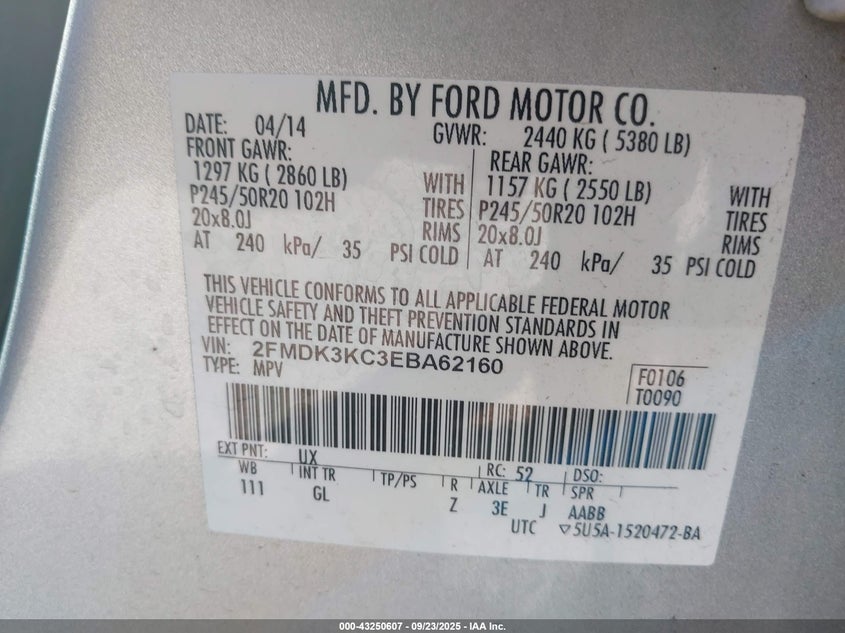 MFD. BY FORD MOTOR CO.
DATE: 04/14 GVWR: 2440 KG ( 5380 LB)
FRONT GAWR: REAR GAWR:
1297 KG ( 2860 LB) WITH 1157 KG ( 2550 LB) WITH
P245/50R20 102H TIRES P245/50R20 102H TIRES
20x8.0J RIMS 20x8.0J RIMS
AT 240 kPa/ 35 PSI COLD AT 240 kPa/ 35 PSI COLD
THIS VEHICLE CONFORMS TO ALL APPLICABLE FEDERAL MOTOR
VEHICLE SAFETY AND THEFT PREVENTION STANDARDS IN
EFFECT ON THE DATE OF MANUFACTURE SHOWN ABOVE.
VIN: 2FMDK3KC3EBA62160
TYPE: MPV
F0106
T0090
EXT PNT: UX RC: 52 DSO:
WB INT TR TP/PS R AXLE TR SPR
111 GL Z 3E J AABB
UTC ▽5U5A-1520472-BA
000-43250607 - 09/23/2025 - IAA Inc.